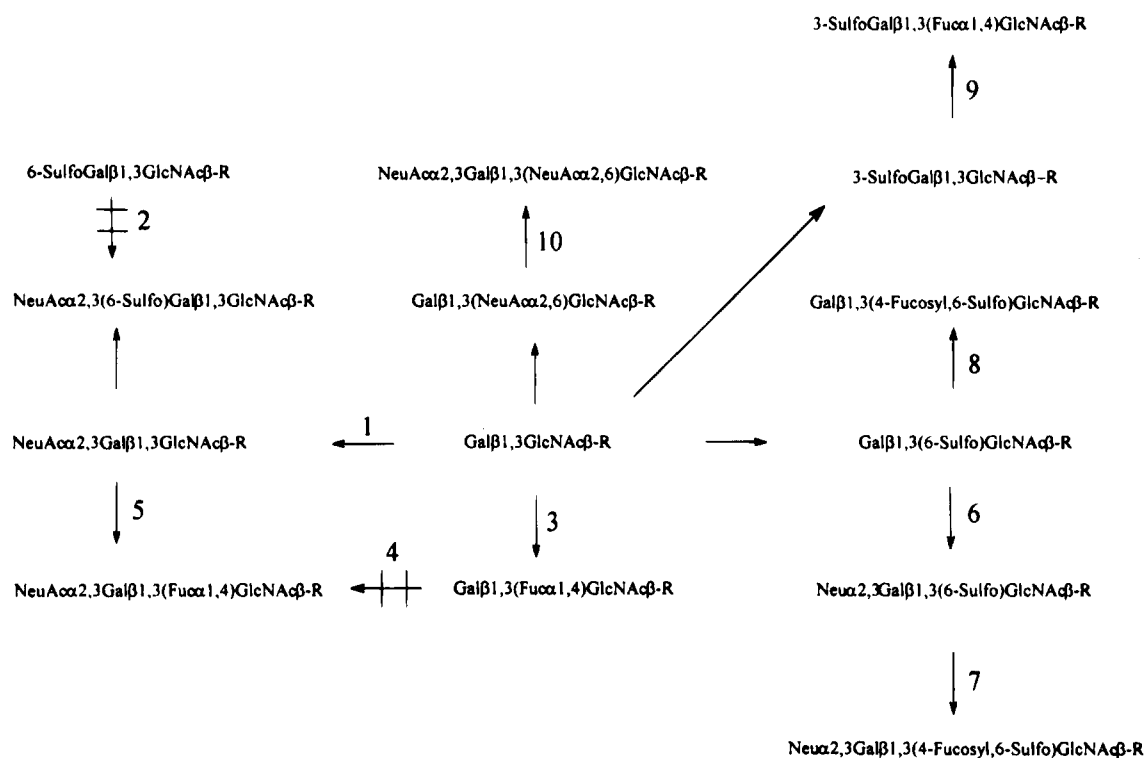 3-SulfoGalβ1,3(Fucα1,4)GlcNAcβ-R
9
6-SulfoGalβ1,3GlcNAcβ-R
NeuAcα2,3Galβ1,3(NeuAcα2,6)GlcNAcβ-R
3-SulfoGalβ1,3GlcNAcβ-R
2
10
NeuAcα2,3(6-Sulfo)Galβ1,3GlcNAcβ-R
Galβ1,3(NeuAcα2,6)GlcNAcβ-R
Galβ1,3(4-Fucosyl,6-Sulfo)GlcNAcβ-R
8
NeuAcα2,3Galβ1,3GlcNAcβ-R
1
Galβ1,3GlcNAcβ-R
Galβ1,3(6-Sulfo)GlcNAcβ-R
5
3
6
4
NeuAcα2,3Galβ1,3(Fucα1,4)GlcNAcβ-R
Galβ1,3(Fucα1,4)GlcNAcβ-R
Neuα2,3Galβ1,3(6-Sulfo)GlcNAcβ-R
7
Neuα2,3Galβ1,3(4-Fucosyl,6-Sulfo)GlcNAcβ-R